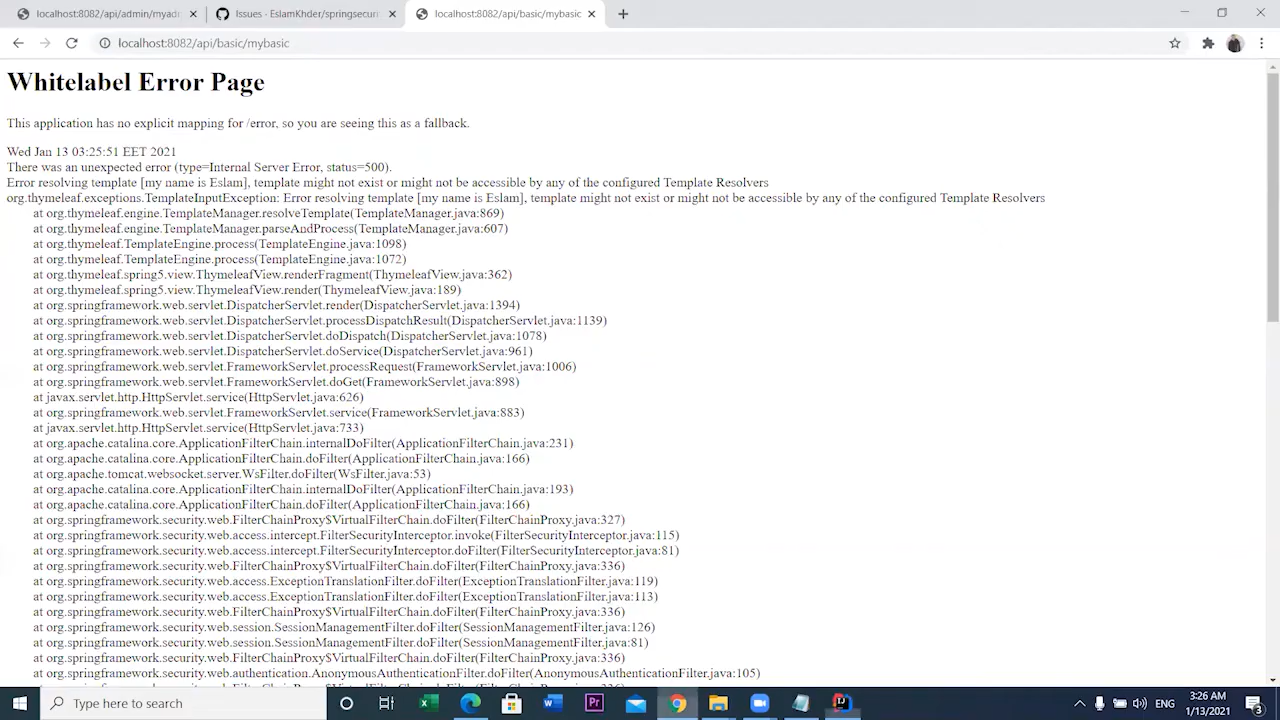 localhost:8082/api/admin/myadr
Issues - EslamKhder/springsecuri
localhost:8082/api/basic/mybasic
localhost:8082/api/basic/mybasic
Whitelabel Error Page
This application has no explicit mapping for /error, so you are seeing this as a fallback.
Wed Jan 13 03:25:51 EET 2021
There was an unexpected error (type=Internal Server Error, status=500).
Error resolving template [my name is Eslam], template might not exist or might not be accessible by any of the configured Template Resolvers
org.thymeleaf.exceptions.TemplateInputException: Error resolving template [my name is Eslam], template might not exist or might not be accessible by any of the configured Template Resolvers
at org.thymeleaf.engine.TemplateManager.resolveTemplate(TemplateManager.java:869)
at org.thymeleaf.engine.TemplateManager.parseAndProcess(TemplateManager.java:607)
at org.thymeleaf.TemplateEngine.process(TemplateEngine.java:1098)
at org.thymeleaf.TemplateEngine.process(TemplateEngine.java:1072)
at org.thymeleaf.spring5.view.ThymeleafView.renderFragment(ThymeleafView.java:362)
at org.thymeleaf.spring5.view.ThymeleafView.render(ThymeleafView.java:189)
at org.springframework.web.servlet.DispatcherServlet.render(DispatcherServlet.java:1394)
at org.springframework.web.servlet.DispatcherServlet.processDispatchResult(DispatcherServlet.java:1139)
at org.springframework.web.servlet.DispatcherServlet.doDispatch(DispatcherServlet.java:1078)
at org.springframework.web.servlet.DispatcherServlet.doService(DispatcherServlet.java:961)
at org.springframework.web.servlet.FrameworkServlet.processRequest(FrameworkServlet.java:1006)
at org.springframework.web.servlet.FrameworkServlet.doGet(FrameworkServlet.java:898)
at javax.servlet.http.HttpServlet.service(HttpServlet.java:626)
at org.springframework.web.servlet.FrameworkServlet.service(FrameworkServlet.java:883)
at javax.servlet.http.HttpServlet.service(HttpServlet.java:733)
at org.apache.catalina.core.ApplicationFilterChain.internalDoFilter(ApplicationFilterChain.java:231)
at org.apache.catalina.core.ApplicationFilterChain.doFilter(ApplicationFilterChain.java:166)
at org.apache.tomcat.websocket.server.WsFilter.doFilter(WsFilter.java:53)
at org.apache.catalina.core.ApplicationFilterChain.internalDoFilter(ApplicationFilterChain.java:193)
at org.apache.catalina.core.ApplicationFilterChain.doFilter(ApplicationFilterChain.java:166)
at org.springframework.security.web.FilterChainProxy$VirtualFilterChain.doFilter(FilterChainProxy.java:327)
at org.springframework.security.web.access.intercept.FilterSecurityInterceptor.invoke(FilterSecurityInterceptor.java:115)
at org.springframework.security.web.access.intercept.FilterSecurityInterceptor.doFilter(FilterSecurityInterceptor.java:81)
at org.springframework.security.web.FilterChainProxy$VirtualFilterChain.doFilter(FilterChainProxy.java:336)
at org.springframework.security.web.access.ExceptionTranslationFilter.doFilter(ExceptionTranslationFilter.java:119)
at org.springframework.security.web.access.ExceptionTranslationFilter.doFilter(ExceptionTranslationFilter.java:113)
at org.springframework.security.web.FilterChainProxy$VirtualFilterChain.doFilter(FilterChainProxy.java:336)
at org.springframework.security.web.session.SessionManagementFilter.doFilter(SessionManagementFilter.java:126)
at org.springframework.security.web.session.SessionManagementFilter.doFilter(SessionManagementFilter.java:81)
at org.springframework.security.web.FilterChainProxy$VirtualFilterChain.doFilter(FilterChainProxy.java:336)
at org.springframework.security.web.authentication.AnonymousAuthenticationFilter.doFilter(AnonymousAuthenticationFilter.java:105)
Type here to search
ENG
3:26 AM
1/13/2021
3